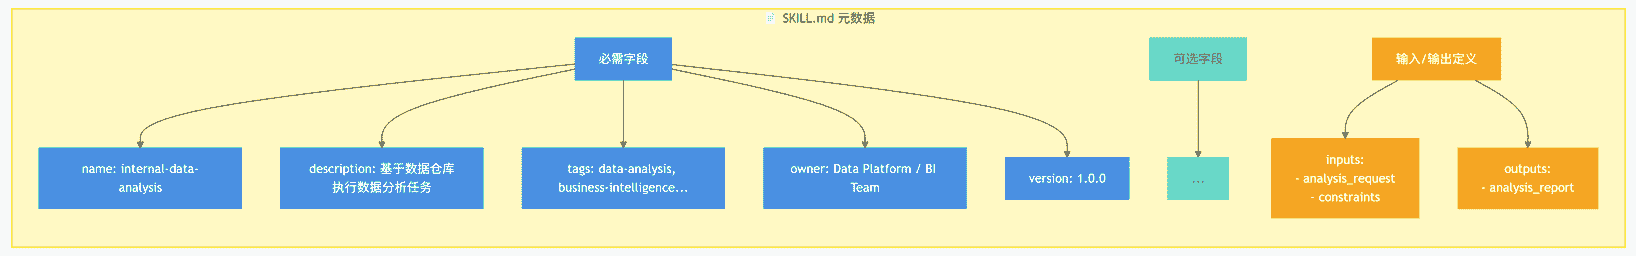 SKILL.md 元数据
必需字段
可选字段
输入/输出定义
name: internal-data-
analysis
description: 基于数据仓库
执行数据分析任务
tags: data-analysis,
business-intelligence...
owner: Data Platform / BI
Team
version: 1.0.0
...
inputs:
- analysis_request
- constraints
outputs:
- analysis_report